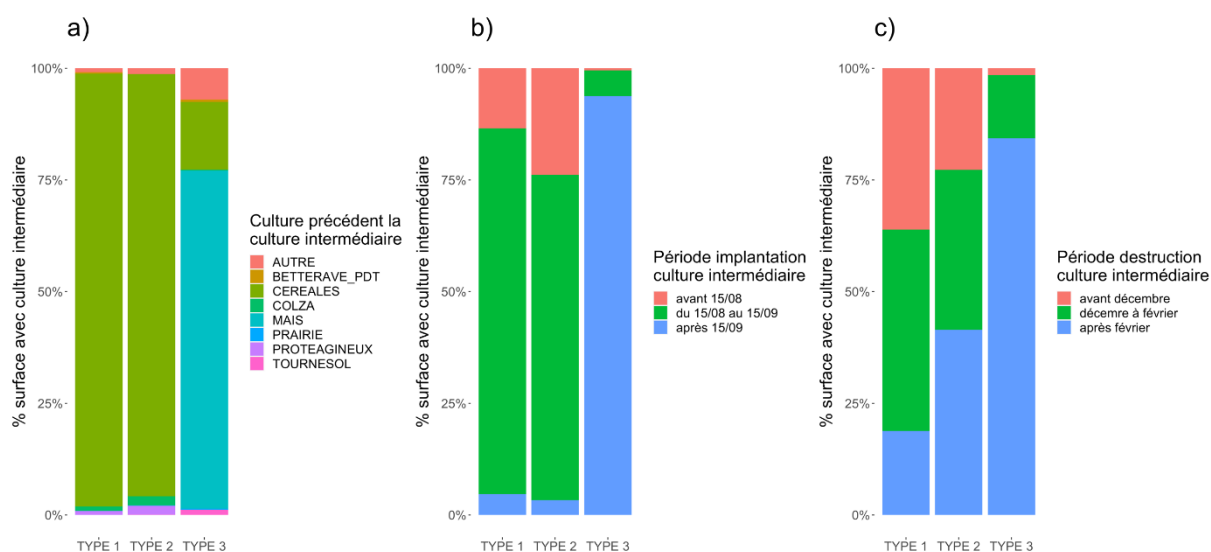 a)
% surface avec culture intermédiaire
100%
75%
50%
25%
0%
TYPE 1
TYPE 2
TYPE 3
Culture précédent la
culture intermédiaire
AUTRE
BETTERAVE_PDT
CEREALES
COLZA
MAIS
PRAIRIE
PROTEAGINEUX
TOURNESOL
b)
% surface avec culture intermédiaire
100%
75%
50%
25%
0%
TYPE 1
TYPE 2
TYPE 3
Période implantation
culture intermédiaire
avant 15/08
du 15/08 au 15/09
après 15/09
c)
% surface avec culture intermédiaire
100%
75%
50%
25%
0%
TYPE 1
TYPE 2
TYPE 3
Période destruction
culture intermédiaire
avant décembre
décemre à février
après février